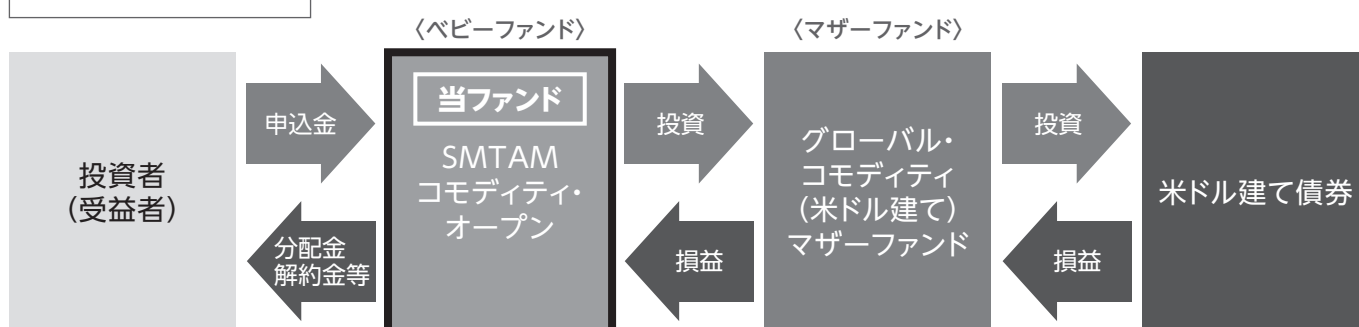 〈ベビーファンド〉
〈マザーファンド〉
投資者
（受益者）
申込金
分配金
解約金等
当ファンド
SMTAM
コモディティ・
オープン
投資
損益
グローバル・
コモディティ
（米ドル建て）
マザーファンド
投資
損益
米ドル建て債券